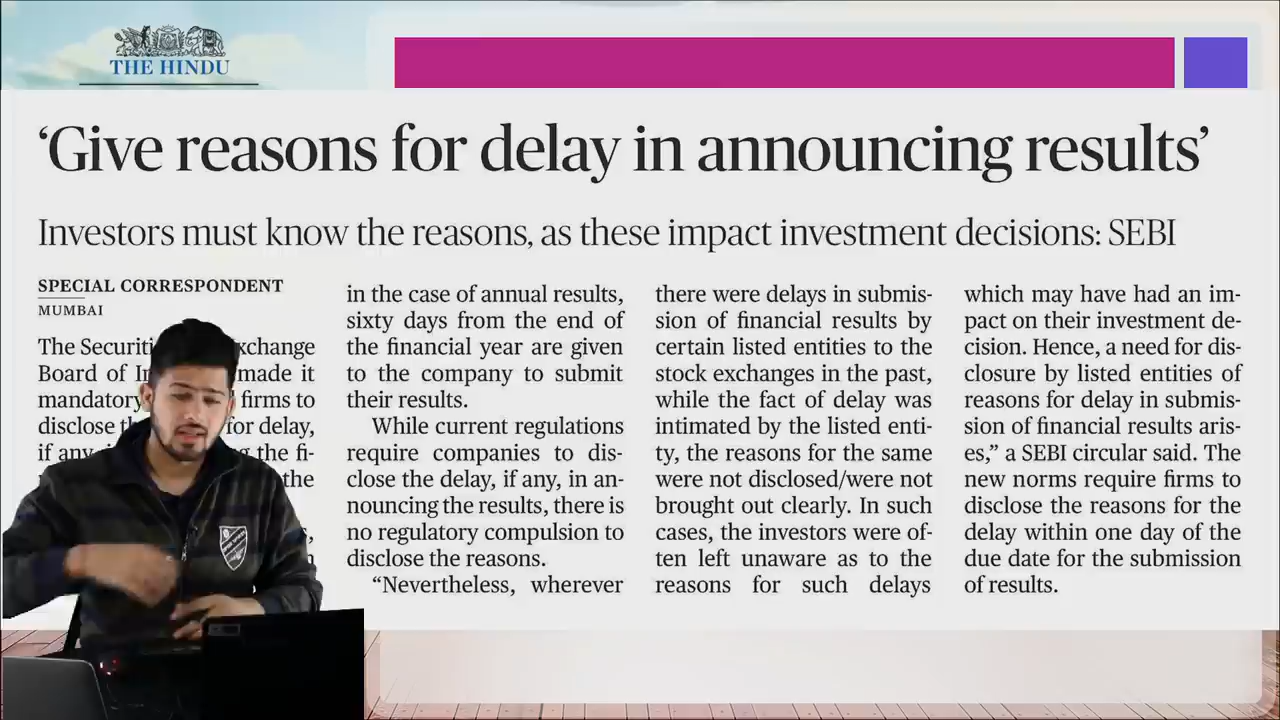 THE HINDU
‘Give reasons for delay in announcing results’
Investors must know the reasons, as these impact investment decisions: SEBI
SPECIAL CORRESPONDENT
MUMBAI
The xchange
Board of made it
mandatory firms to
disclose for delay,
if any the fi-
the
in the case of annual results,
sixty days from the end of
the financial year are given
to the company to submit
their results.
While current regulations
require companies to dis-
close the delay, if any, in an-
nouncing the results, there is
no regulatory compulsion to
disclose the reasons.
“Nevertheless, wherever
there were delays in submis-
sion of financial results by
certain listed entities to the
stock exchanges in the past,
while the fact of delay was
intimated by the listed enti-
ty, the reasons for the same
were not disclosed/were not
brought out clearly. In such
cases, the investors were of-
ten left unaware as to the
reasons for such delays
which may have had an im-
pact on their investment de-
cision. Hence, a need for dis-
closure by listed entities of
reasons for delay in submis-
sion of financial results aris-
es,” a SEBI circular said. The
new norms require firms to
disclose the reasons for the
delay within one day of the
due date for the submission
of results.